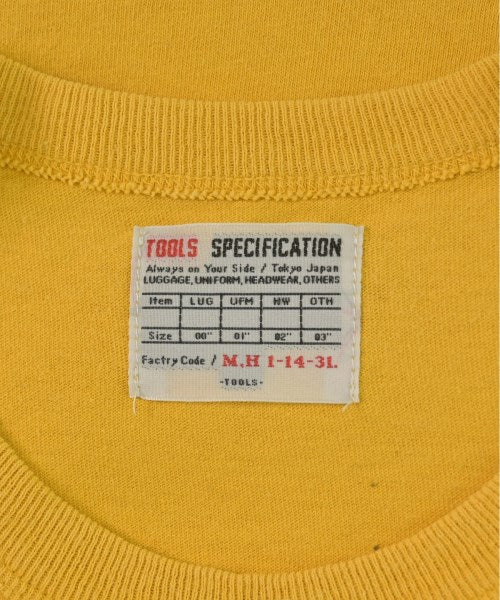 TOOLS SPECIFICATION
Always on Your Side / Tokyo Japan
LUGGAGE, UNIFORM, HEADWEAR, OTHERS
Item LUG UFM HW OTH
Size 00" 01" 02" 03"
Factry Code / M,H 1-14-31.
-TOOLS-